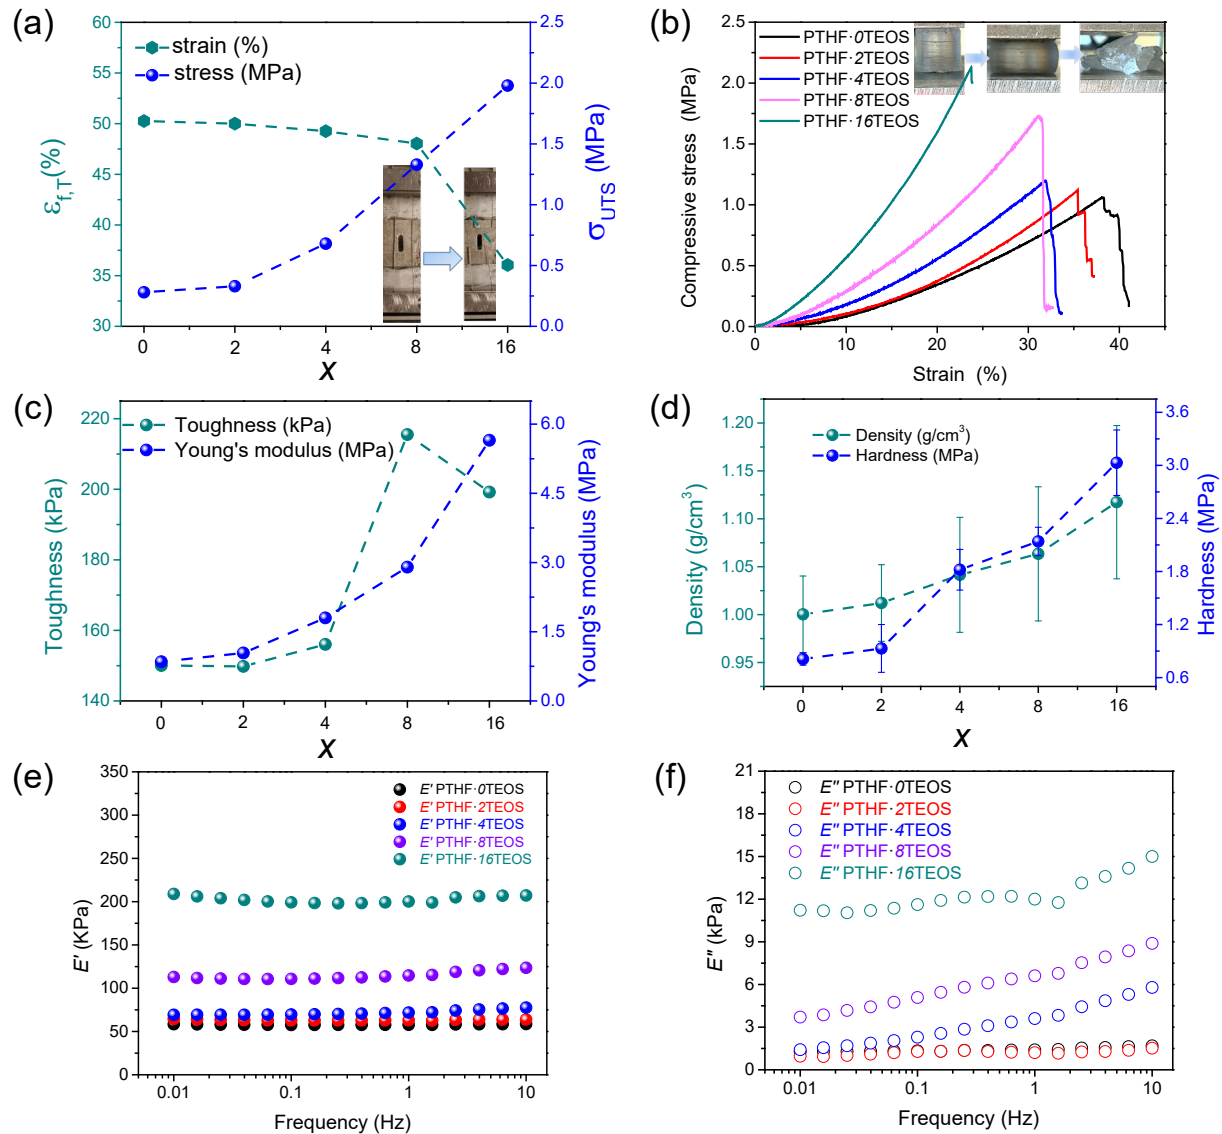 (a)
60
55
50
45
40
35
30
2.5
2.0
1.5
1.0
0.5
0.0
strain (%)
stress (MPa)
ε_{f,T}(%)
σ_{UTS} (MPa)
0 2 4 8 16
X
(b)
2.5
2.0
1.5
1.0
0.5
0.0
PTHF·0TEOS
PTHF·2TEOS
PTHF·4TEOS
PTHF·8TEOS
PTHF·16TEOS
Compressive stress (MPa)
0 10 20 30 40
Strain (%)
(c)
220
200
180
160
140
6.0
4.5
3.0
1.5
0.0
Toughness (kPa)
Young's modulus (MPa)
Toughness (kPa)
Young's modulus (MPa)
0 2 4 8 16
X
(d)
1.20
1.15
1.10
1.05
1.00
0.95
3.6
3.0
2.4
1.8
1.2
0.6
Density (g/cm³)
Hardness (MPa)
Density (g/cm³)
Hardness (MPa)
0 2 4 8 16
X
(e)
350
300
250
200
150
100
50
0
E' PTHF·0TEOS
E' PTHF·2TEOS
E' PTHF·4TEOS
E' PTHF·8TEOS
E' PTHF·16TEOS
E' (KPa)
0.01 0.1 1 10
Frequency (Hz)
(f)
21
18
15
12
9
6
3
0
E'' PTHF·0TEOS
E'' PTHF·2TEOS
E'' PTHF·4TEOS
E'' PTHF·8TEOS
E'' PTHF·16TEOS
E'' (kPa)
0.01 0.1 1 10
Frequency (Hz)